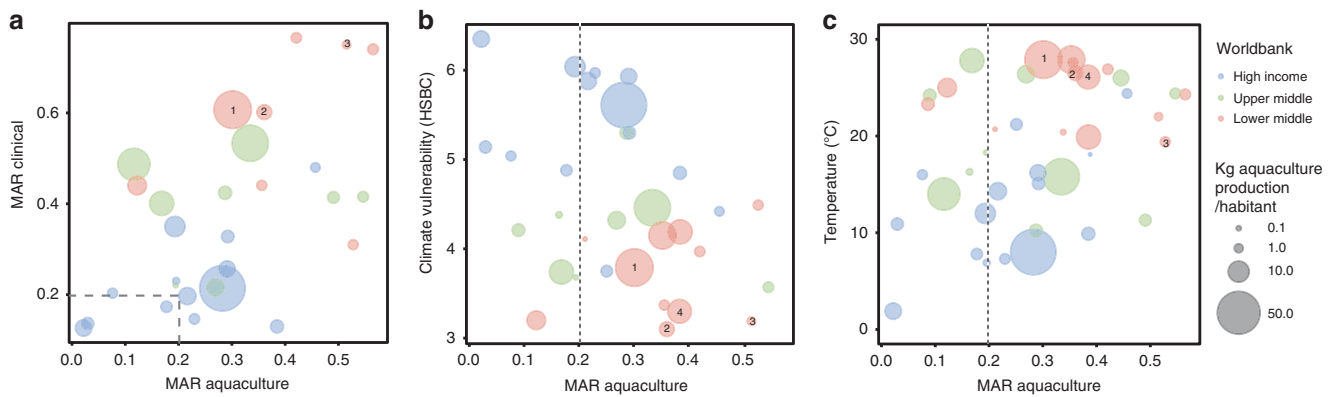 a
MAR clinical
0.6
0.4
0.2
0.0 0.1 0.2 0.3 0.4 0.5
MAR aquaculture
1
2
3
b
Climate vulnerability (HSBC)
6
5
4
3
0.0 0.1 0.2 0.3 0.4 0.5
MAR aquaculture
1
4
2
3
c
Temperature (°C)
30
20
10
0
0.0 0.1 0.2 0.3 0.4 0.5
MAR aquaculture
1
2
4
3
Worldbank
High income
Upper middle
Lower middle
Kg aquaculture
production
/habitant
0.1
1.0
10.0
50.0